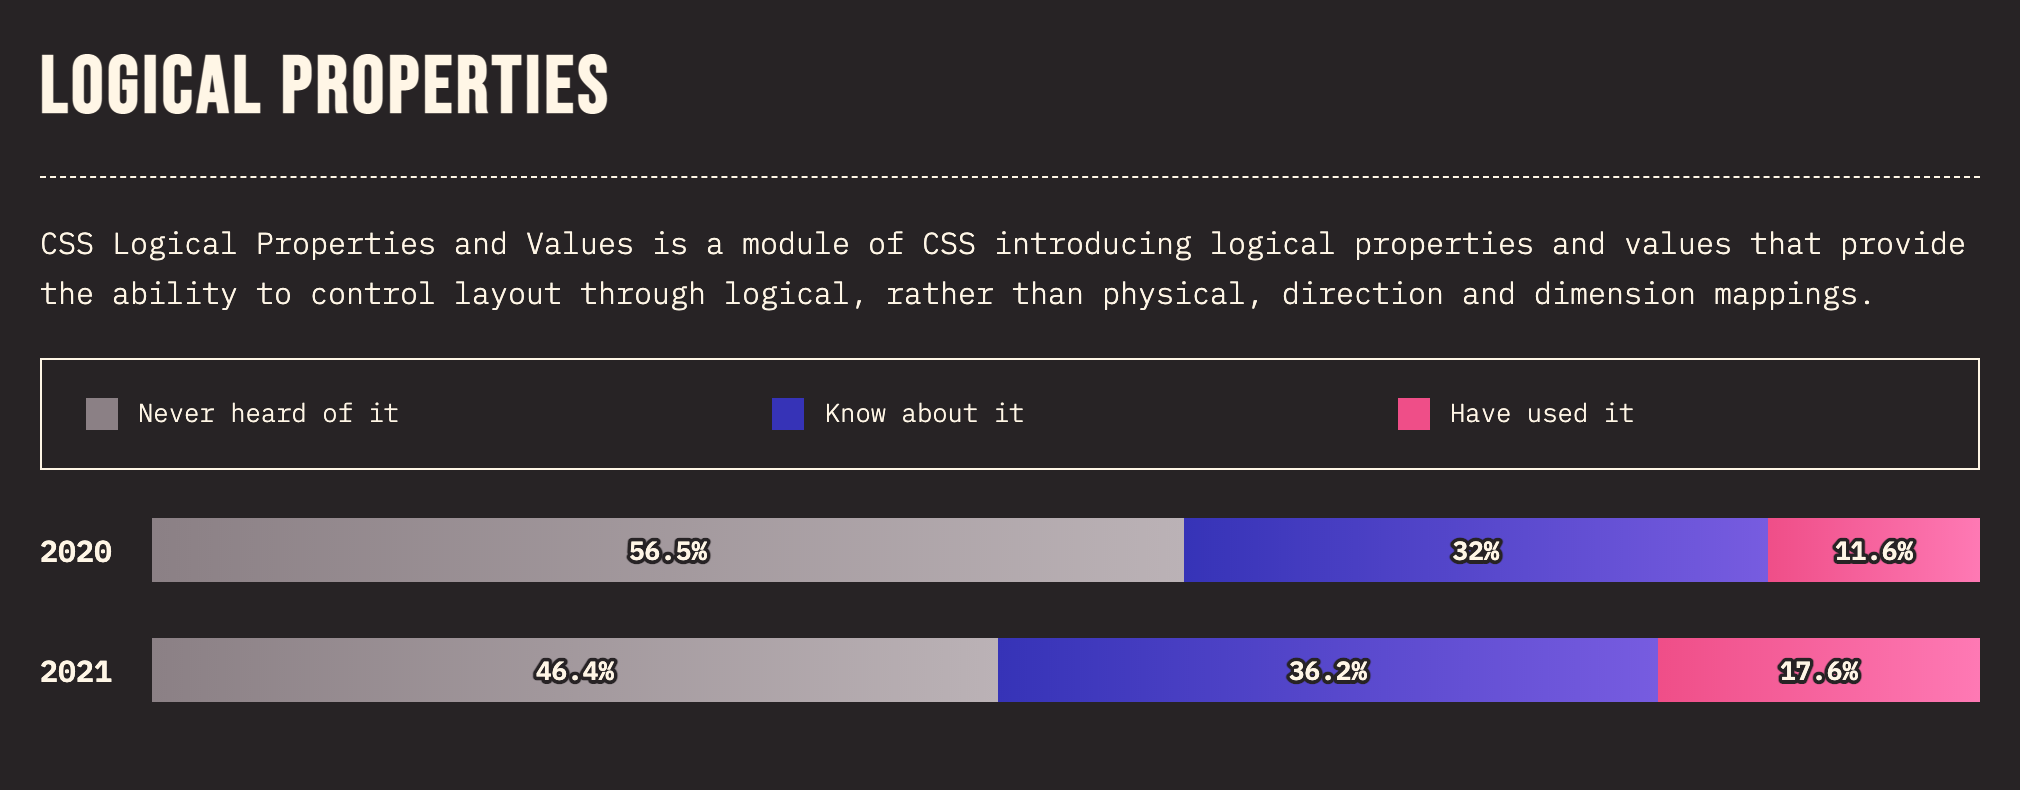 LOGICAL PROPERTIES
CSS Logical Properties and Values is a module of CSS introducing logical properties and values that provide
the ability to control layout through logical, rather than physical, direction and dimension mappings.
Never heard of it Know about it Have used it
2020 56.5% 32% 11.6%
2021 46.4% 36.2% 17.6%